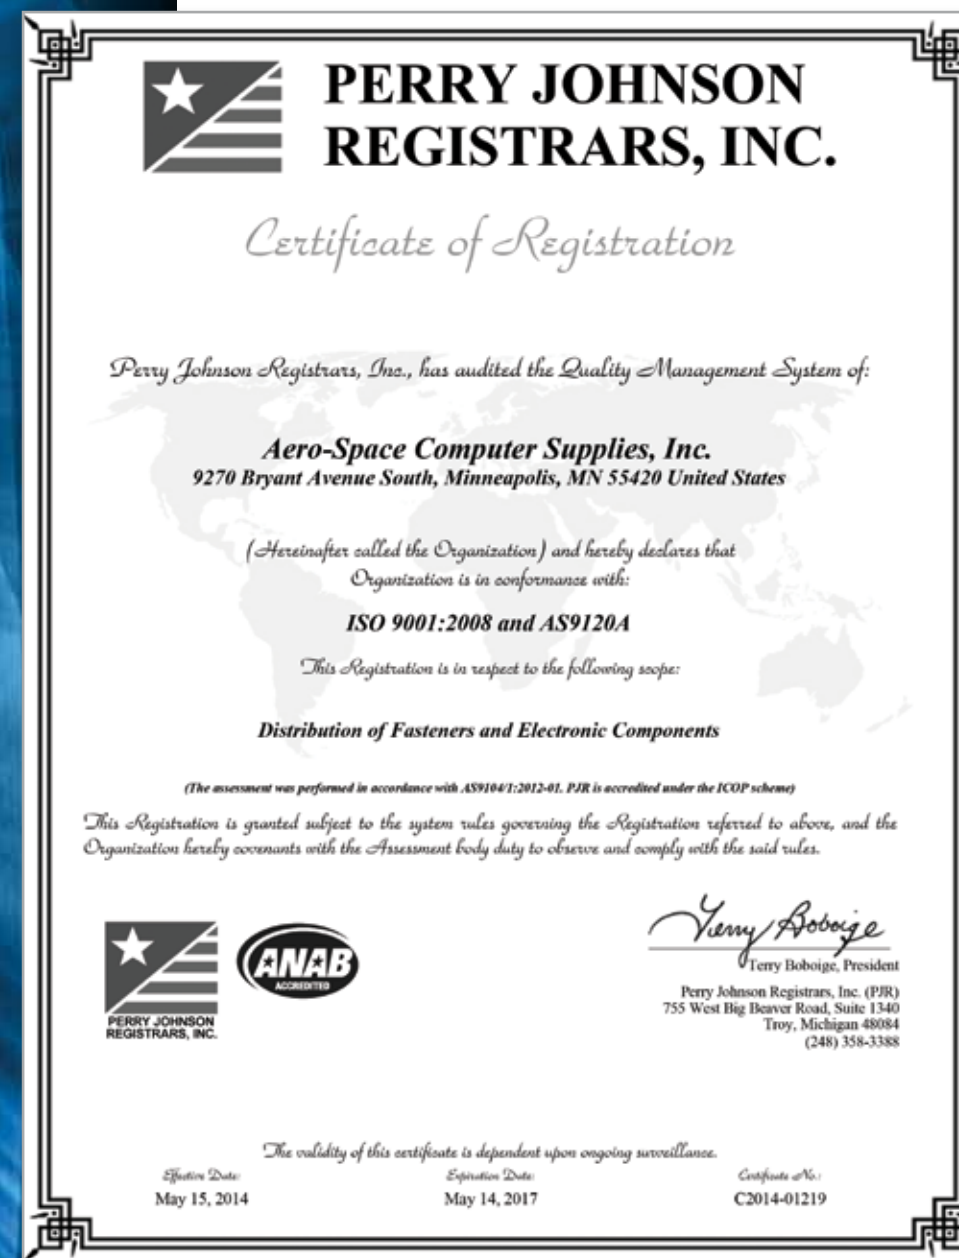 PERRY JOHNSON
REGISTRARS, INC.
Certificate of Registration
Perry Johnson Registrars, Inc., has audited the Quality Management System of:
Aero-Space Computer Supplies, Inc.
9270 Bryant Avenue South, Minneapolis, MN 55420 United States
(Hereinafter called the Organization) and hereby declares that
Organization is in conformance with:
ISO 9001:2008 and AS9120A
This Registration is in respect to the following scope:
Distribution of Fasteners and Electronic Components
(The assessment was performed in accordance with AS9104/1:2012-01. PJR is accredited under the ICOP scheme)
This Registration is granted subject to the system rules governing the Registration referred to above, and the
Organization hereby covenants with the Assessment body duty to observe and comply with the said rules.
PERRY JOHNSON
REGISTRARS, INC.
ANAB
ACCREDITED
Terry Boboige
Terry Boboige, President
Perry Johnson Registrars, Inc. (PJR)
755 West Big Beaver Road, Suite 1340
Troy, Michigan 48084
(248) 358-3388
The validity of this certificate is dependent upon ongoing surveillance.
Effective Date: Expiration Date: Certificate No.:
May 15, 2014 May 14, 2017 C2014-01219